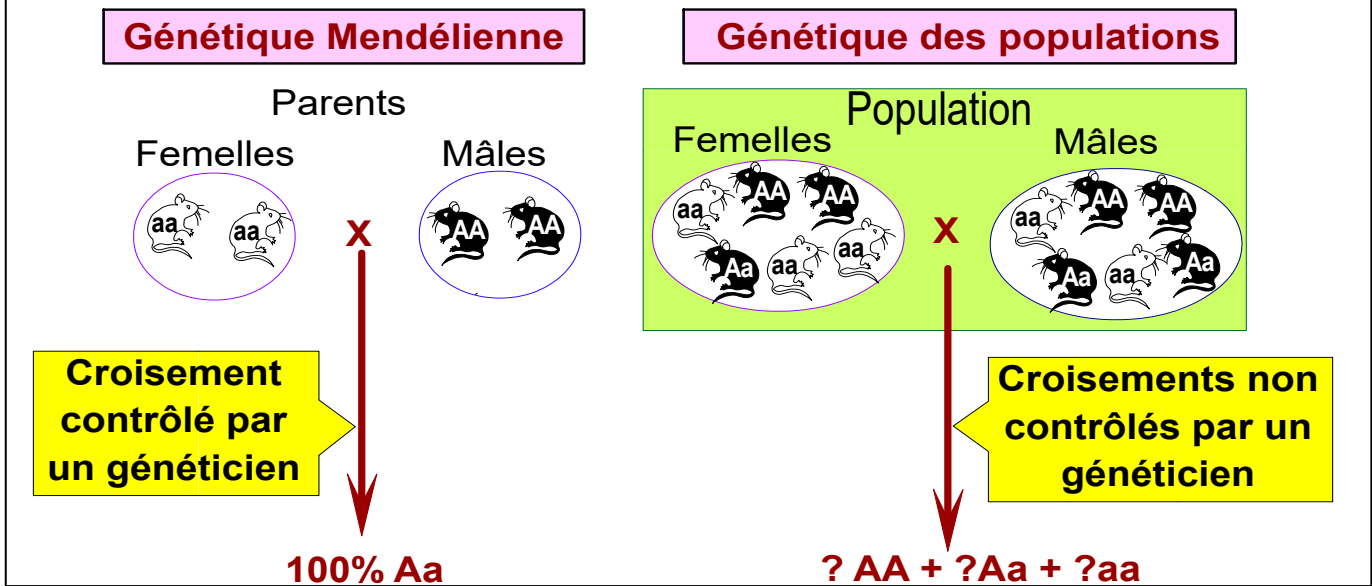 Génétique Mendélienne
Parents
Femelles
Mâles
aa
aa
X
AA
AA
Croisement
contrôlé par
un généticien
100% Aa
Génétique des populations
Population
Femelles
Mâles
aa
AA
AA
Aa
aa
aa
X
aa
AA
AA
Aa
aa
Aa
Croisements non
contrôlés par un
généticien
? AA + ?Aa + ?aa